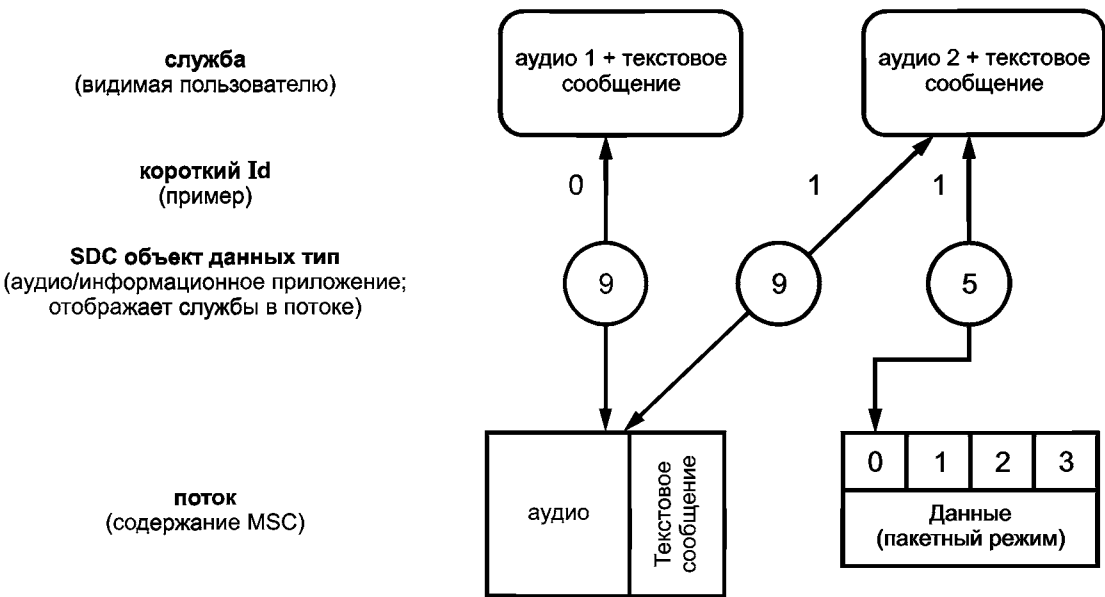 служба
(видимая пользователю)
аудио 1 + текстовое
сообщение
аудио 2 + текстовое
сообщение
короткий Id
(пример)
0
1
1
SDC объект данных тип
(аудио/информационное приложение;
отображает службы в потоке)
9
9
5
поток
(содержание MSC)
аудио
Текстовое
сообщение
0 1 2 3
Данные
(пакетный режим)